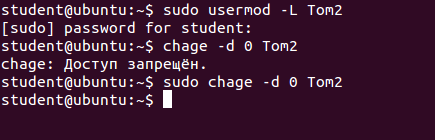 student@ubuntu:~$ sudo usermod -L Tom2
[sudo] password for student:
student@ubuntu:~$ chage -d 0 Tom2
chage: Доступ запрещён.
student@ubuntu:~$ sudo chage -d 0 Tom2
student@ubuntu:~$